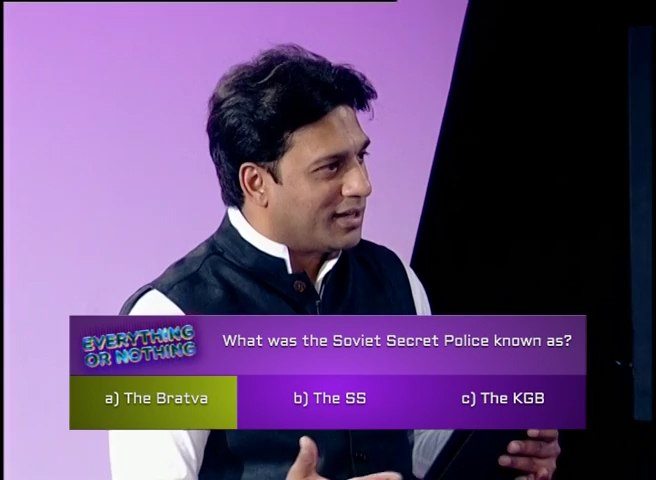 EVERYTHING
OR NOTHING
What was the Soviet Secret Police known as?
a) The Bratva
b) The SS
c) The KGB